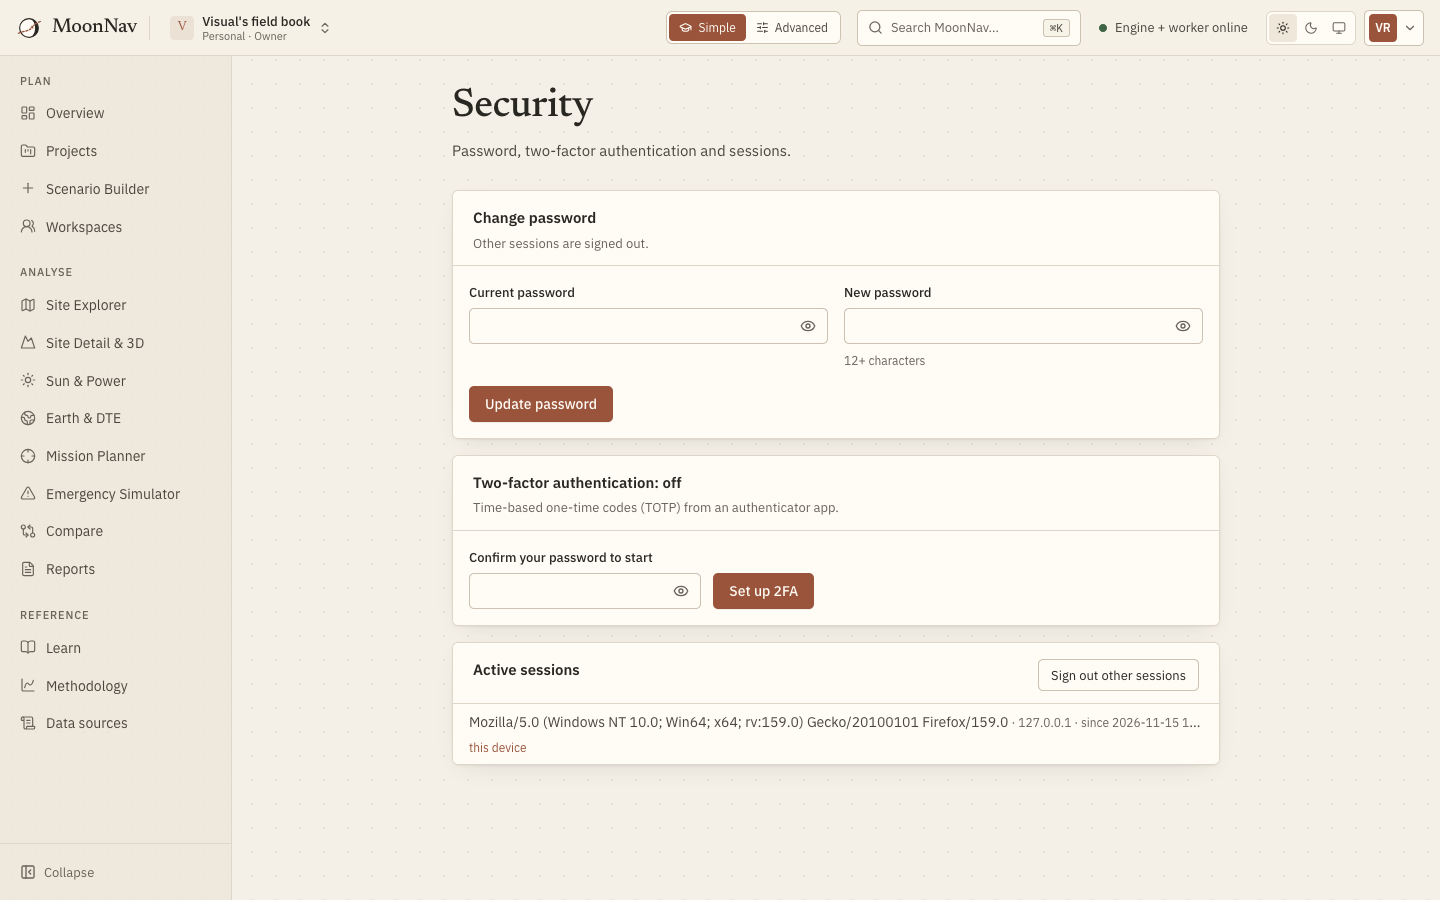 MoonNav
V
Visual's field book
Personal · Owner
Simple
Advanced
Search MoonNav...
⌘K
Engine + worker online
VR
PLAN
Overview
Projects
Scenario Builder
Workspaces
ANALYSE
Site Explorer
Site Detail & 3D
Sun & Power
Earth & DTE
Mission Planner
Emergency Simulator
Compare
Reports
REFERENCE
Learn
Methodology
Data sources
Collapse
Security
Password, two-factor authentication and sessions.
Change password
Other sessions are signed out.
Current password
New password
12+ characters
Update password
Two-factor authentication: off
Time-based one-time codes (TOTP) from an authenticator app.
Confirm your password to start
Set up 2FA
Active sessions
Sign out other sessions
Mozilla/5.0 (Windows NT 10.0; Win64; x64; rv:159.0) Gecko/20100101 Firefox/159.0 · 127.0.0.1 · since 2026-11-15 1...
this device